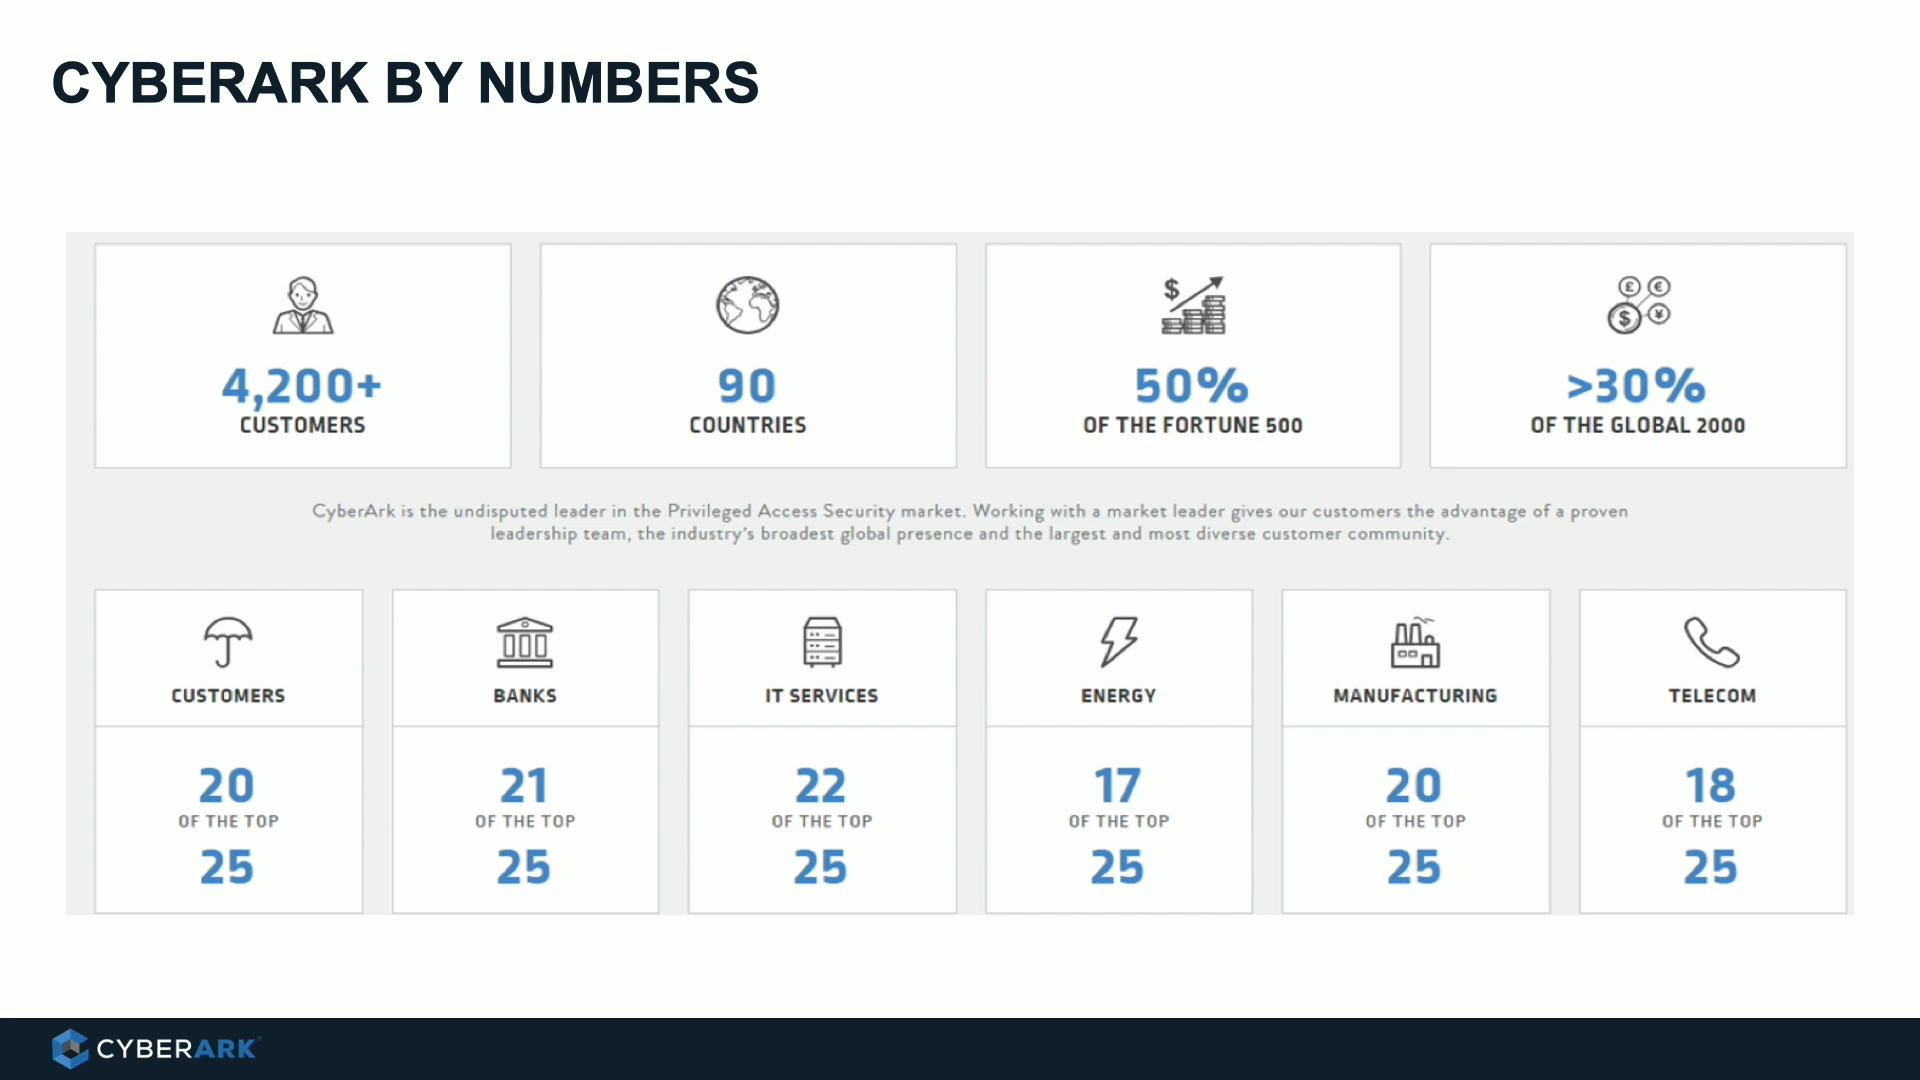 CYBERARK BY NUMBERS
4,200+
CUSTOMERS
90
COUNTRIES
$
50%
OF THE FORTUNE 500
£ €
$ ¥
>30%
OF THE GLOBAL 2000
CyberArk is the undisputed leader in the Privileged Access Security market. Working with a market leader gives our customers the advantage of a proven
leadership team, the industry's broadest global presence and the largest and most diverse customer community.
CUSTOMERS
20
OF THE TOP
25
BANKS
21
OF THE TOP
25
IT SERVICES
22
OF THE TOP
25
ENERGY
17
OF THE TOP
25
MANUFACTURING
20
OF THE TOP
25
TELECOM
18
OF THE TOP
25
CYBERARK